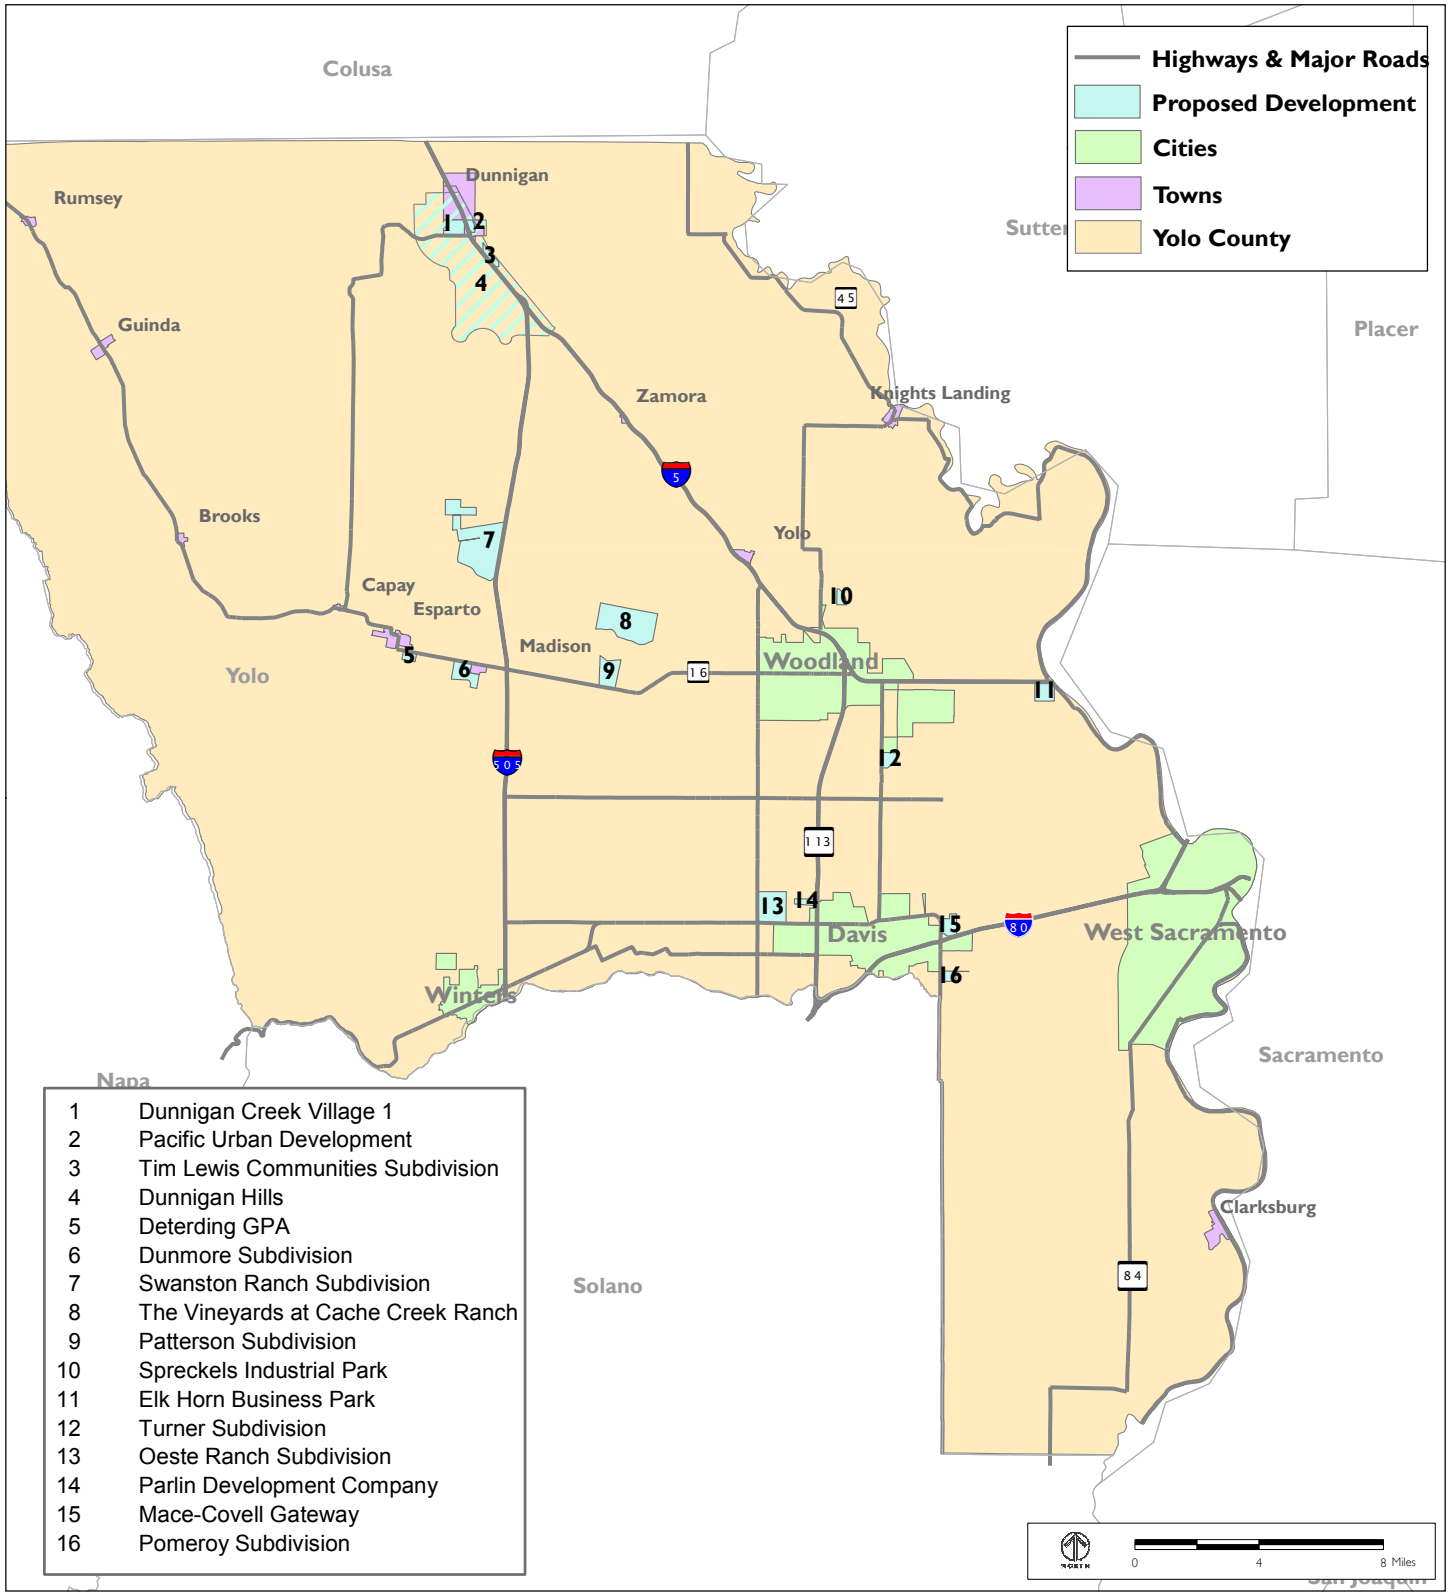 Colusa
Highways & Major Roads
Proposed Development
Cities
Towns
Yolo County
Dunnigan
Rumsey
1
2
Sutter
3
4
45
Guinda
Placer
Zamora
Knights Landing
5
Brooks
7
Yolo
Capay
10
Esparto
8
Madison
5
Woodland
6
9
16
Yolo
11
12
505
113
13
14
15
80
Davis
West Sacramento
16
Winters
Sacramento
Napa
1 Dunnigan Creek Village 1
2 Pacific Urban Development
3 Tim Lewis Communities Subdivision
4 Dunnigan Hills
5 Deterding GPA
6 Dunmore Subdivision
7 Swanston Ranch Subdivision
8 The Vineyards at Cache Creek Ranch
9 Patterson Subdivision
10 Spreckels Industrial Park
11 Elk Horn Business Park
12 Turner Subdivision
13 Oeste Ranch Subdivision
14 Parlin Development Company
15 Mace-Covell Gateway
16 Pomeroy Subdivision
Clarksburg
84
Solano
NORTH
0 4 8 Miles
San Joaquin